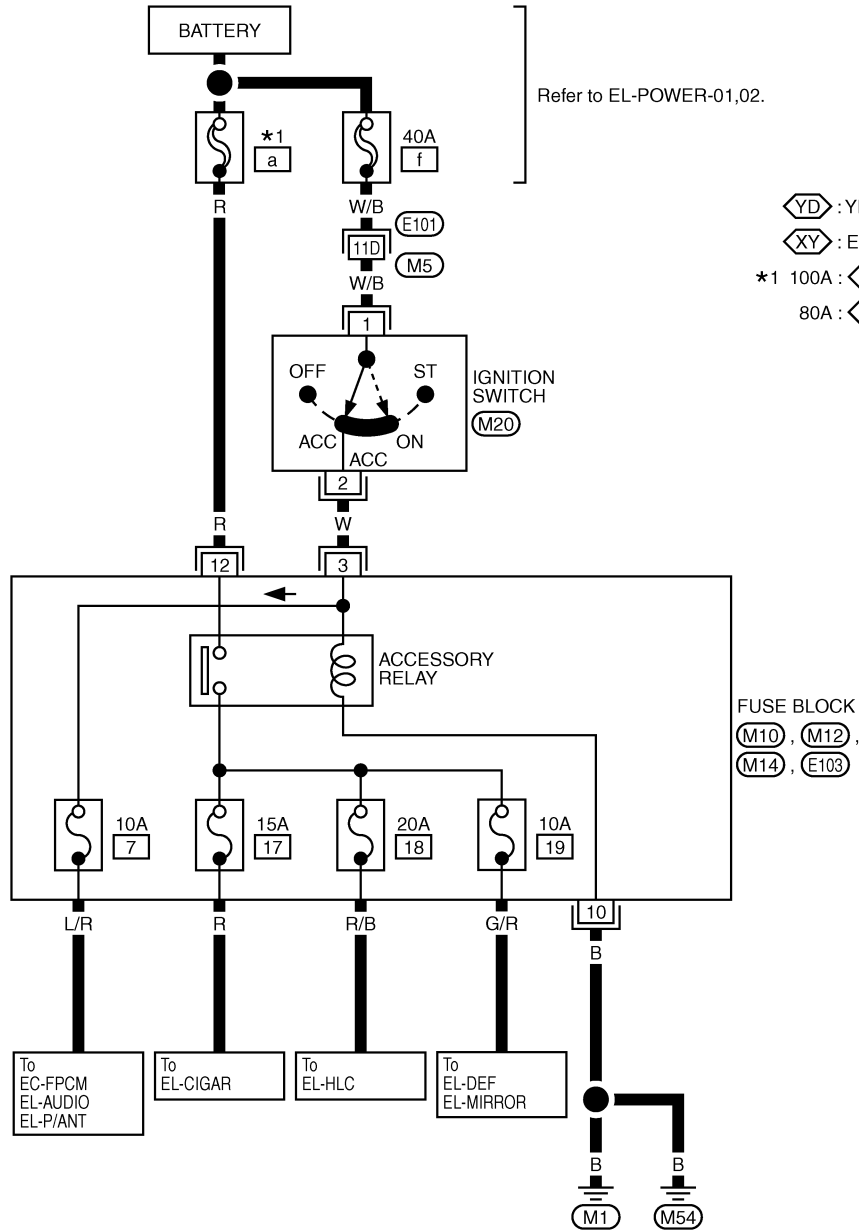 BATTERY
Refer to EL-POWER-01,02.
*1
a
40A
f
R
W/B
E101
11D
M5
W/B
YD : Y
XY : E
*1 100A :
80A :
1
OFF
ST
IGNITION
SWITCH
M20
ACC
ON
ACC
2
R
W
12
3
ACCESSORY
RELAY
FUSE BLOCK
M10 , M12 ,
M14 , E103
10A
7
15A
17
20A
18
10A
19
10
L/R
R
R/B
G/R
B
To
EC-FPCM
EL-AUDIO
EL-P/ANT
To
EL-CIGAR
To
EL-HLC
To
EL-DEF
EL-MIRROR
B
B
M1
M54